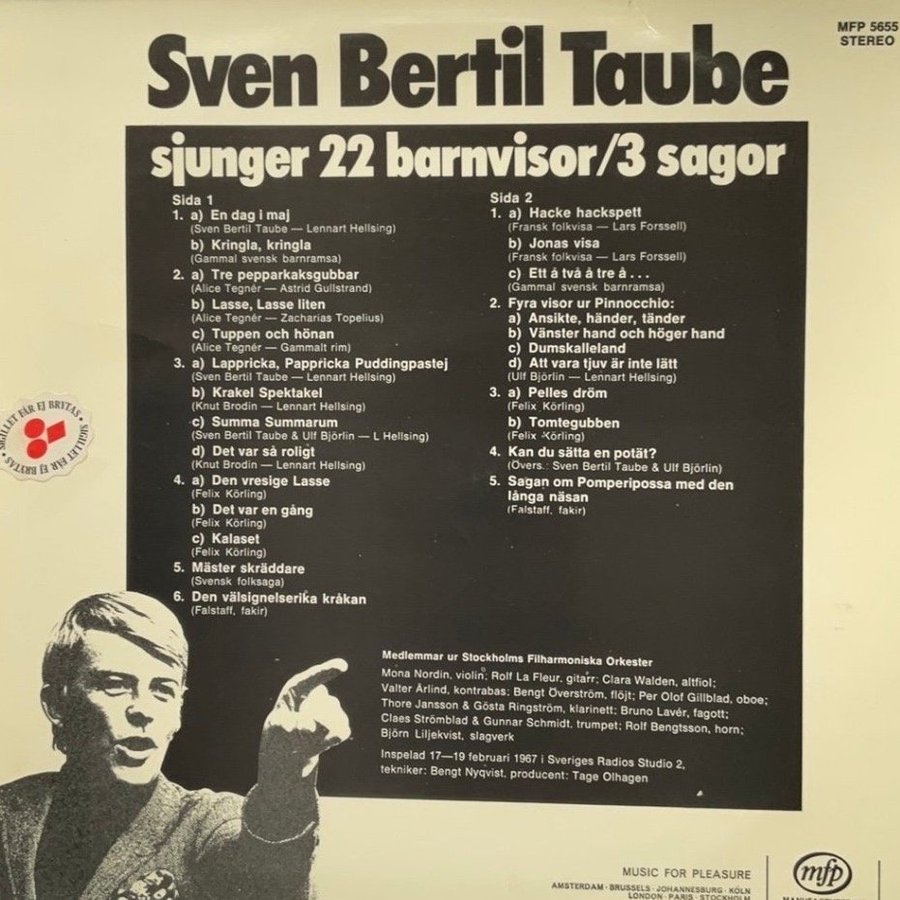 MFP 5655
STEREO
Sven Bertil Taube
sjunger 22 barnvisor/3 sagor
Sida 1
1. a) En dag i maj
(Sven Bertil Taube — Lennart Hellsing)
b) Kringla, kringla
(Gammal svensk barnramsa)
2. a) Tre pepparkaksgubbar
(Alice Tegnér — Astrid Gullstrand)
b) Lasse, Lasse liten
(Alice Tegnér — Zacharias Topelius)
c) Tuppen och hönan
(Alice Tegnér — Gammalt rim)
3. a) Lappricka, Pappricka Puddingpastej
(Sven Bertil Taube — Lennart Hellsing)
b) Krakel Spektakel
(Knut Brodin — Lennart Hellsing)
c) Summa Summarum
(Sven Bertil Taube & Ulf Björlin — L Hellsing)
d) Det var så roligt
(Knut Brodin — Lennart Hellsing)
4. a) Den vresige Lasse
(Felix Körling)
b) Det var en gång
(Felix Körling)
c) Kalaset
(Felix Körling)
5. Mäster skräddare
(Svensk folksaga)
6. Den välsignelserika kråkan
(Falstaff, fakir)
Sida 2
1. a) Hacke hackspett
(Fransk folkvisa — Lars Forssell)
b) Jonas visa
(Fransk folkvisa — Lars Forssell)
c) Ett å två å tre å . . .
(Gammal svensk barnramsa)
2. Fyra visor ur Pinnocchio:
a) Ansikte, händer, tänder
b) Vänster hand och höger hand
c) Dumskalleland
d) Att vara tjuv är inte lätt
(Ulf Björlin — Lennart Hellsing)
3. a) Pelles dröm
(Felix Körling)
b) Tomtegubben
(Felix Körling)
4. Kan du sätta en potät?
(Övers.: Sven Bertil Taube & Ulf Björlin)
5. Sagan om Pomperipossa med den
långa näsan
(Falstaff, fakir)
SIGILLET FÅR EJ BRYTAS • SIGILLET FÅR EJ BRYTAS •
Medlemmar ur Stockholms Filharmoniska Orkester
Mona Nordin, violin: Rolf La Fleur, gitarr; Clara Walden, altfiol;
Valter Ärlind, kontrabas; Bengt Överström, flöjt; Per Olof Gillblad, oboe;
Thore Jansson & Gösta Ringström, klarinett; Bruno Lavér, fagott;
Claes Strömblad & Gunnar Schmidt, trumpet; Rolf Bengtsson, horn;
Björn Liljekvist, slagverk
Inspelad 17—19 februari 1967 i Sveriges Radios Studio 2,
tekniker: Bengt Nyqvist, producent: Tage Olhagen
MUSIC FOR PLEASURE
AMSTERDAM · BRUSSELS · JOHANNESBURG · KÖLN
LONDON · PARIS · STOCKHOLM
mfp